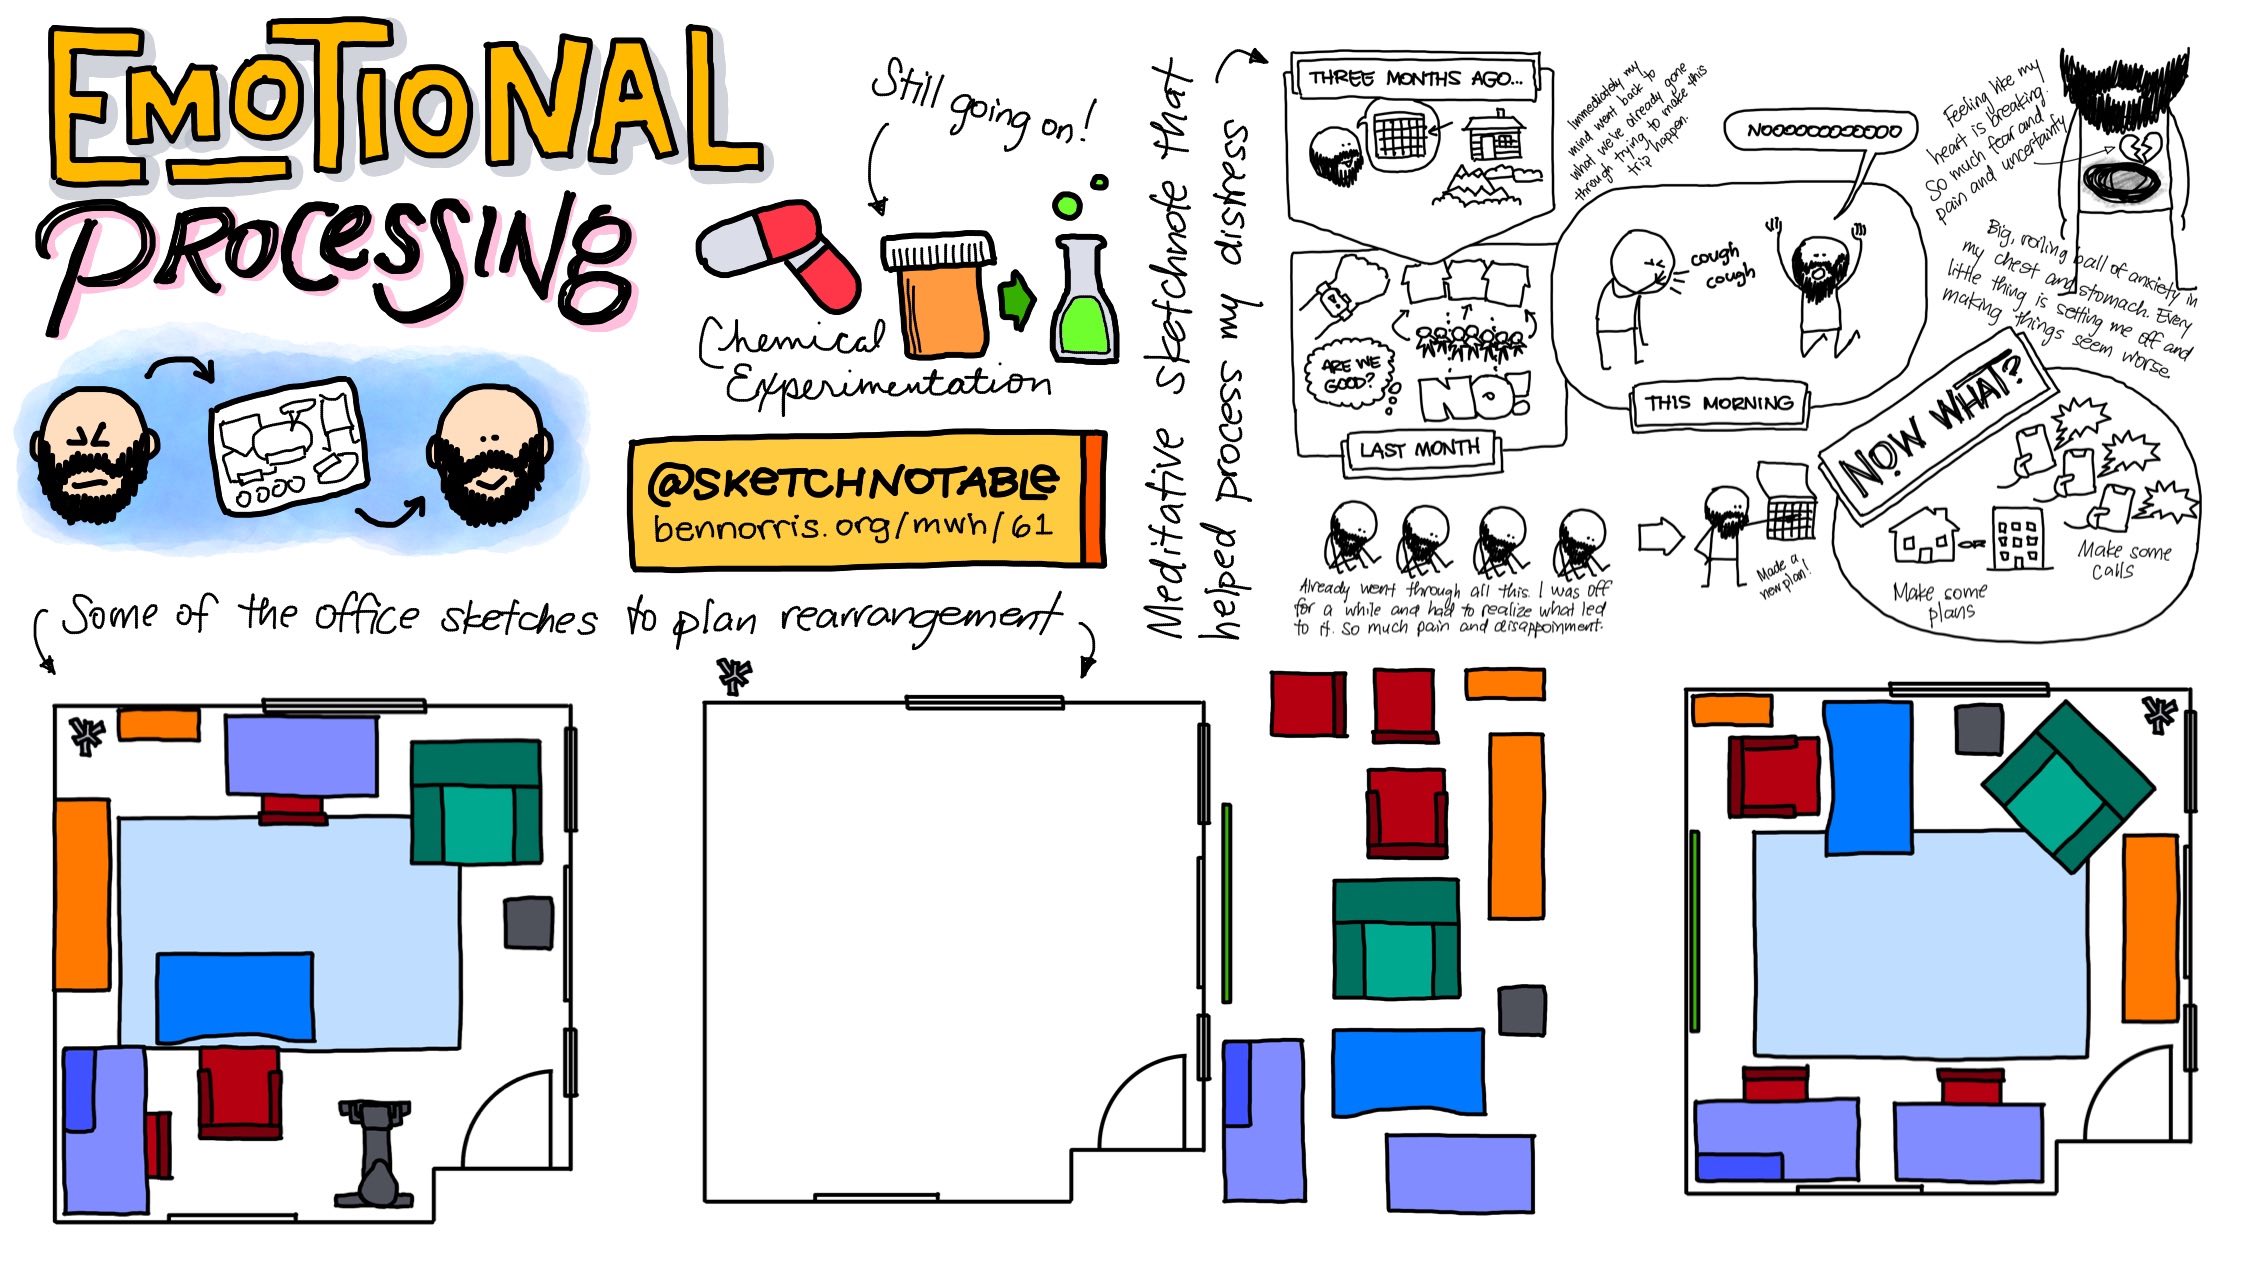 EMOTIONAL
PROCESSING
Still going on!
Chemical
Experimentation
@SKETCHNOTABLE
bennorris.org/mwh/61
Meditative sketchnote that
helped process my distress
THREE MONTHS AGO...
Immediately my
mind went back to
what we've already gone
through trying to make this
trip happen.
ARE WE
GOOD?
NO!
LAST MONTH
NOOOOOOOOOOOO
cough
cough
THIS MORNING
Feeling like my
heart is breaking.
So much fear and
pain and uncertainty
Big, roiling ball of anxiety in
my chest and stomach. Every
little thing is setting me off and
making things seem worse.
Already went through all this. I was off
for a while and had to realize what led
to it. So much pain and disappoinment.
Made a
new plan!
NOW WHAT?
OR
Make some
plans
Make some
calls
Some of the office sketches to plan rearrangement